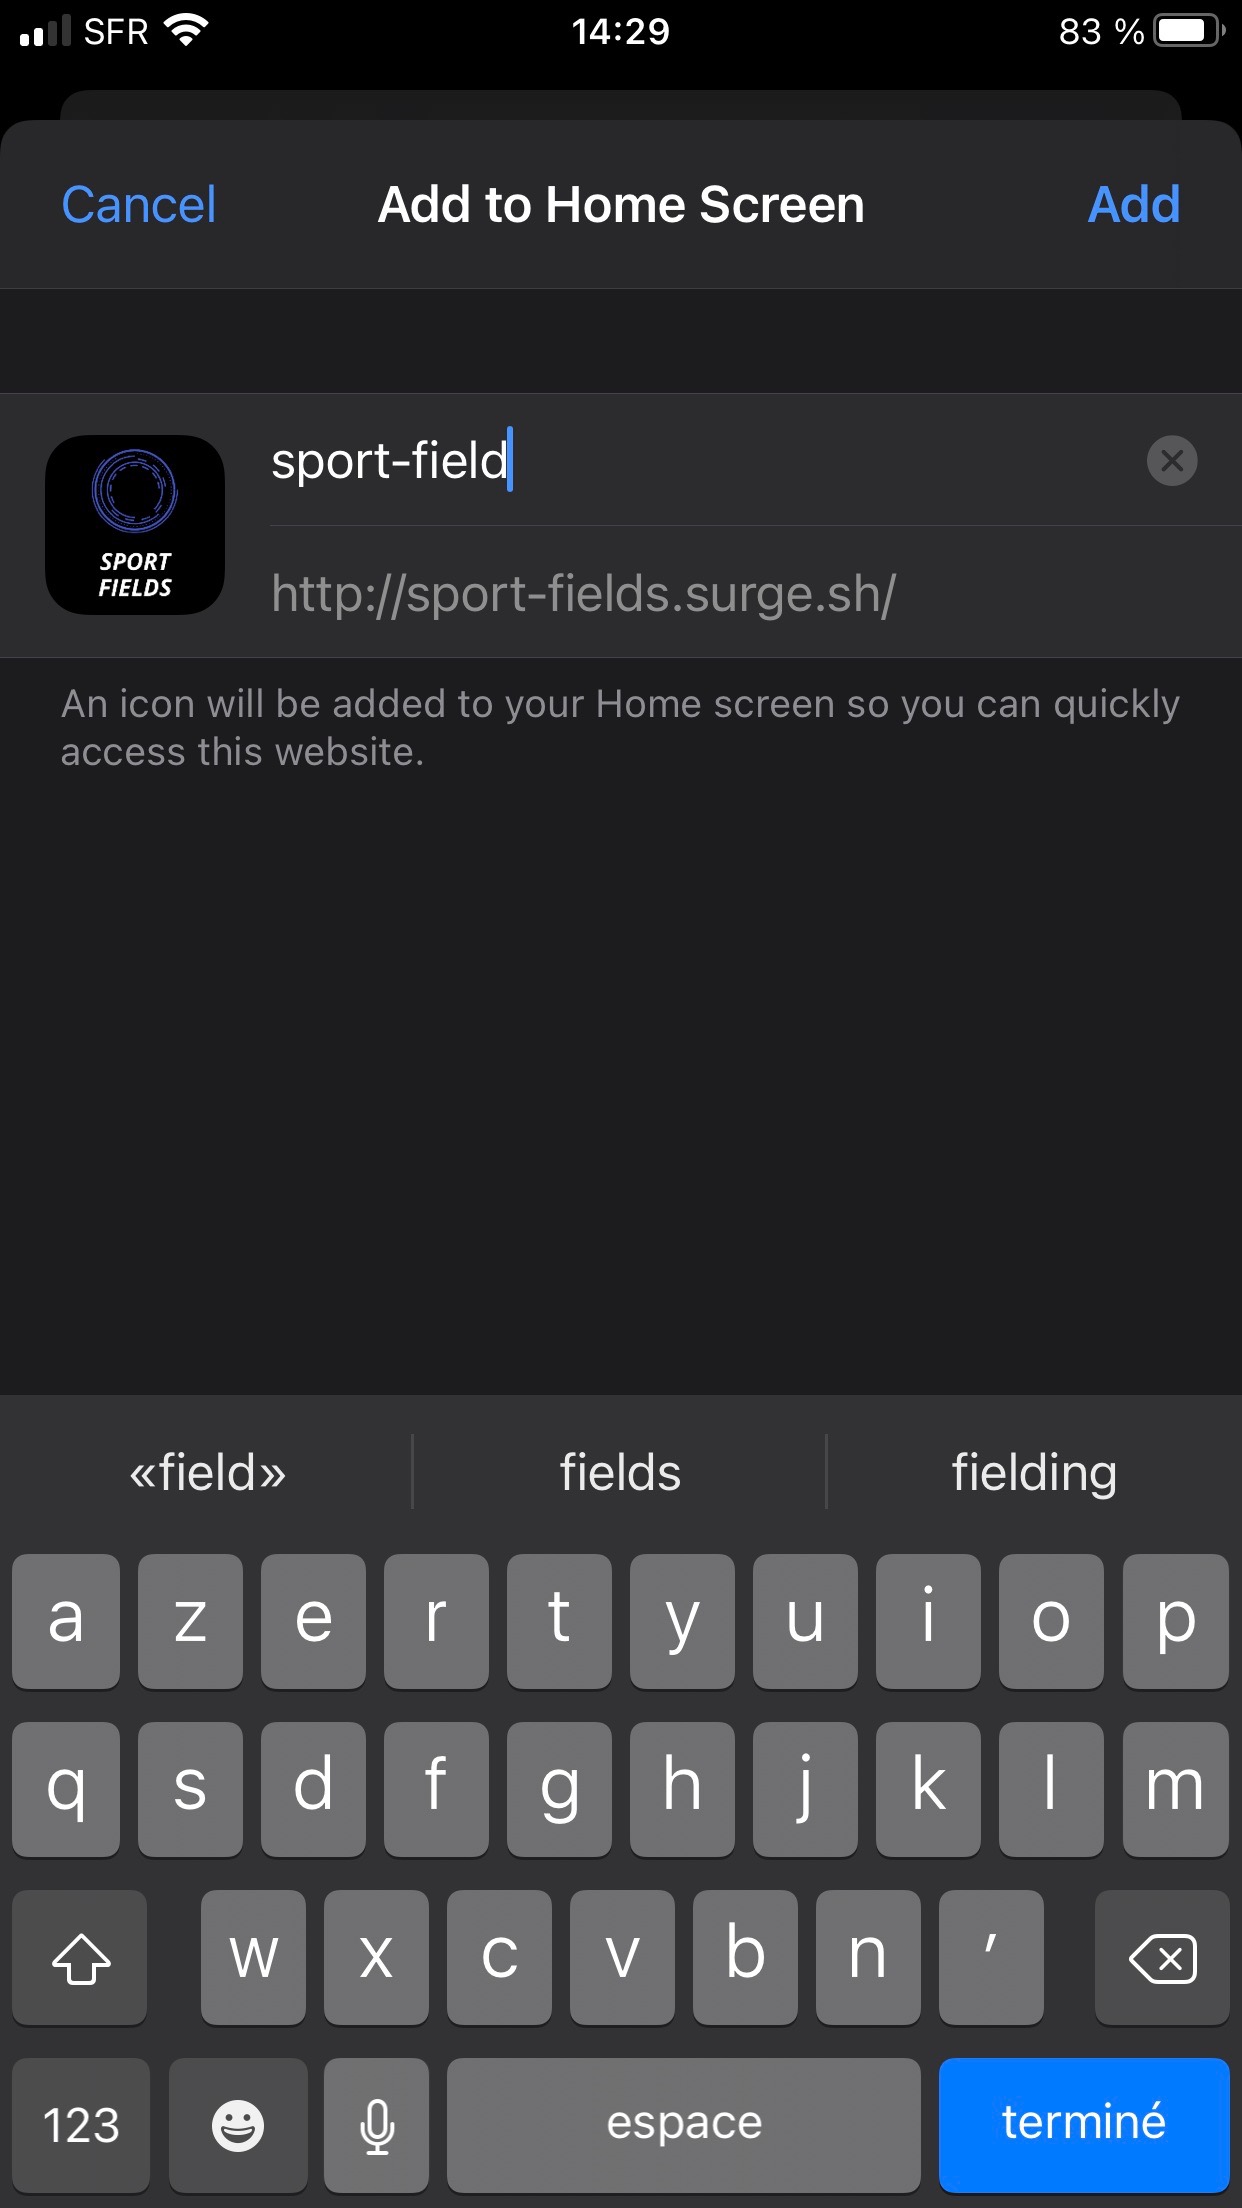 SFR 14:29 83 %
Cancel Add to Home Screen Add
sport-field
SPORT
FIELDS
http://sport-fields.surge.sh/
An icon will be added to your Home screen so you can quickly
access this website.
«field» fields fielding
a z e r t y u i o p
q s d f g h j k l m
w x c v b n ’
123 espace terminé